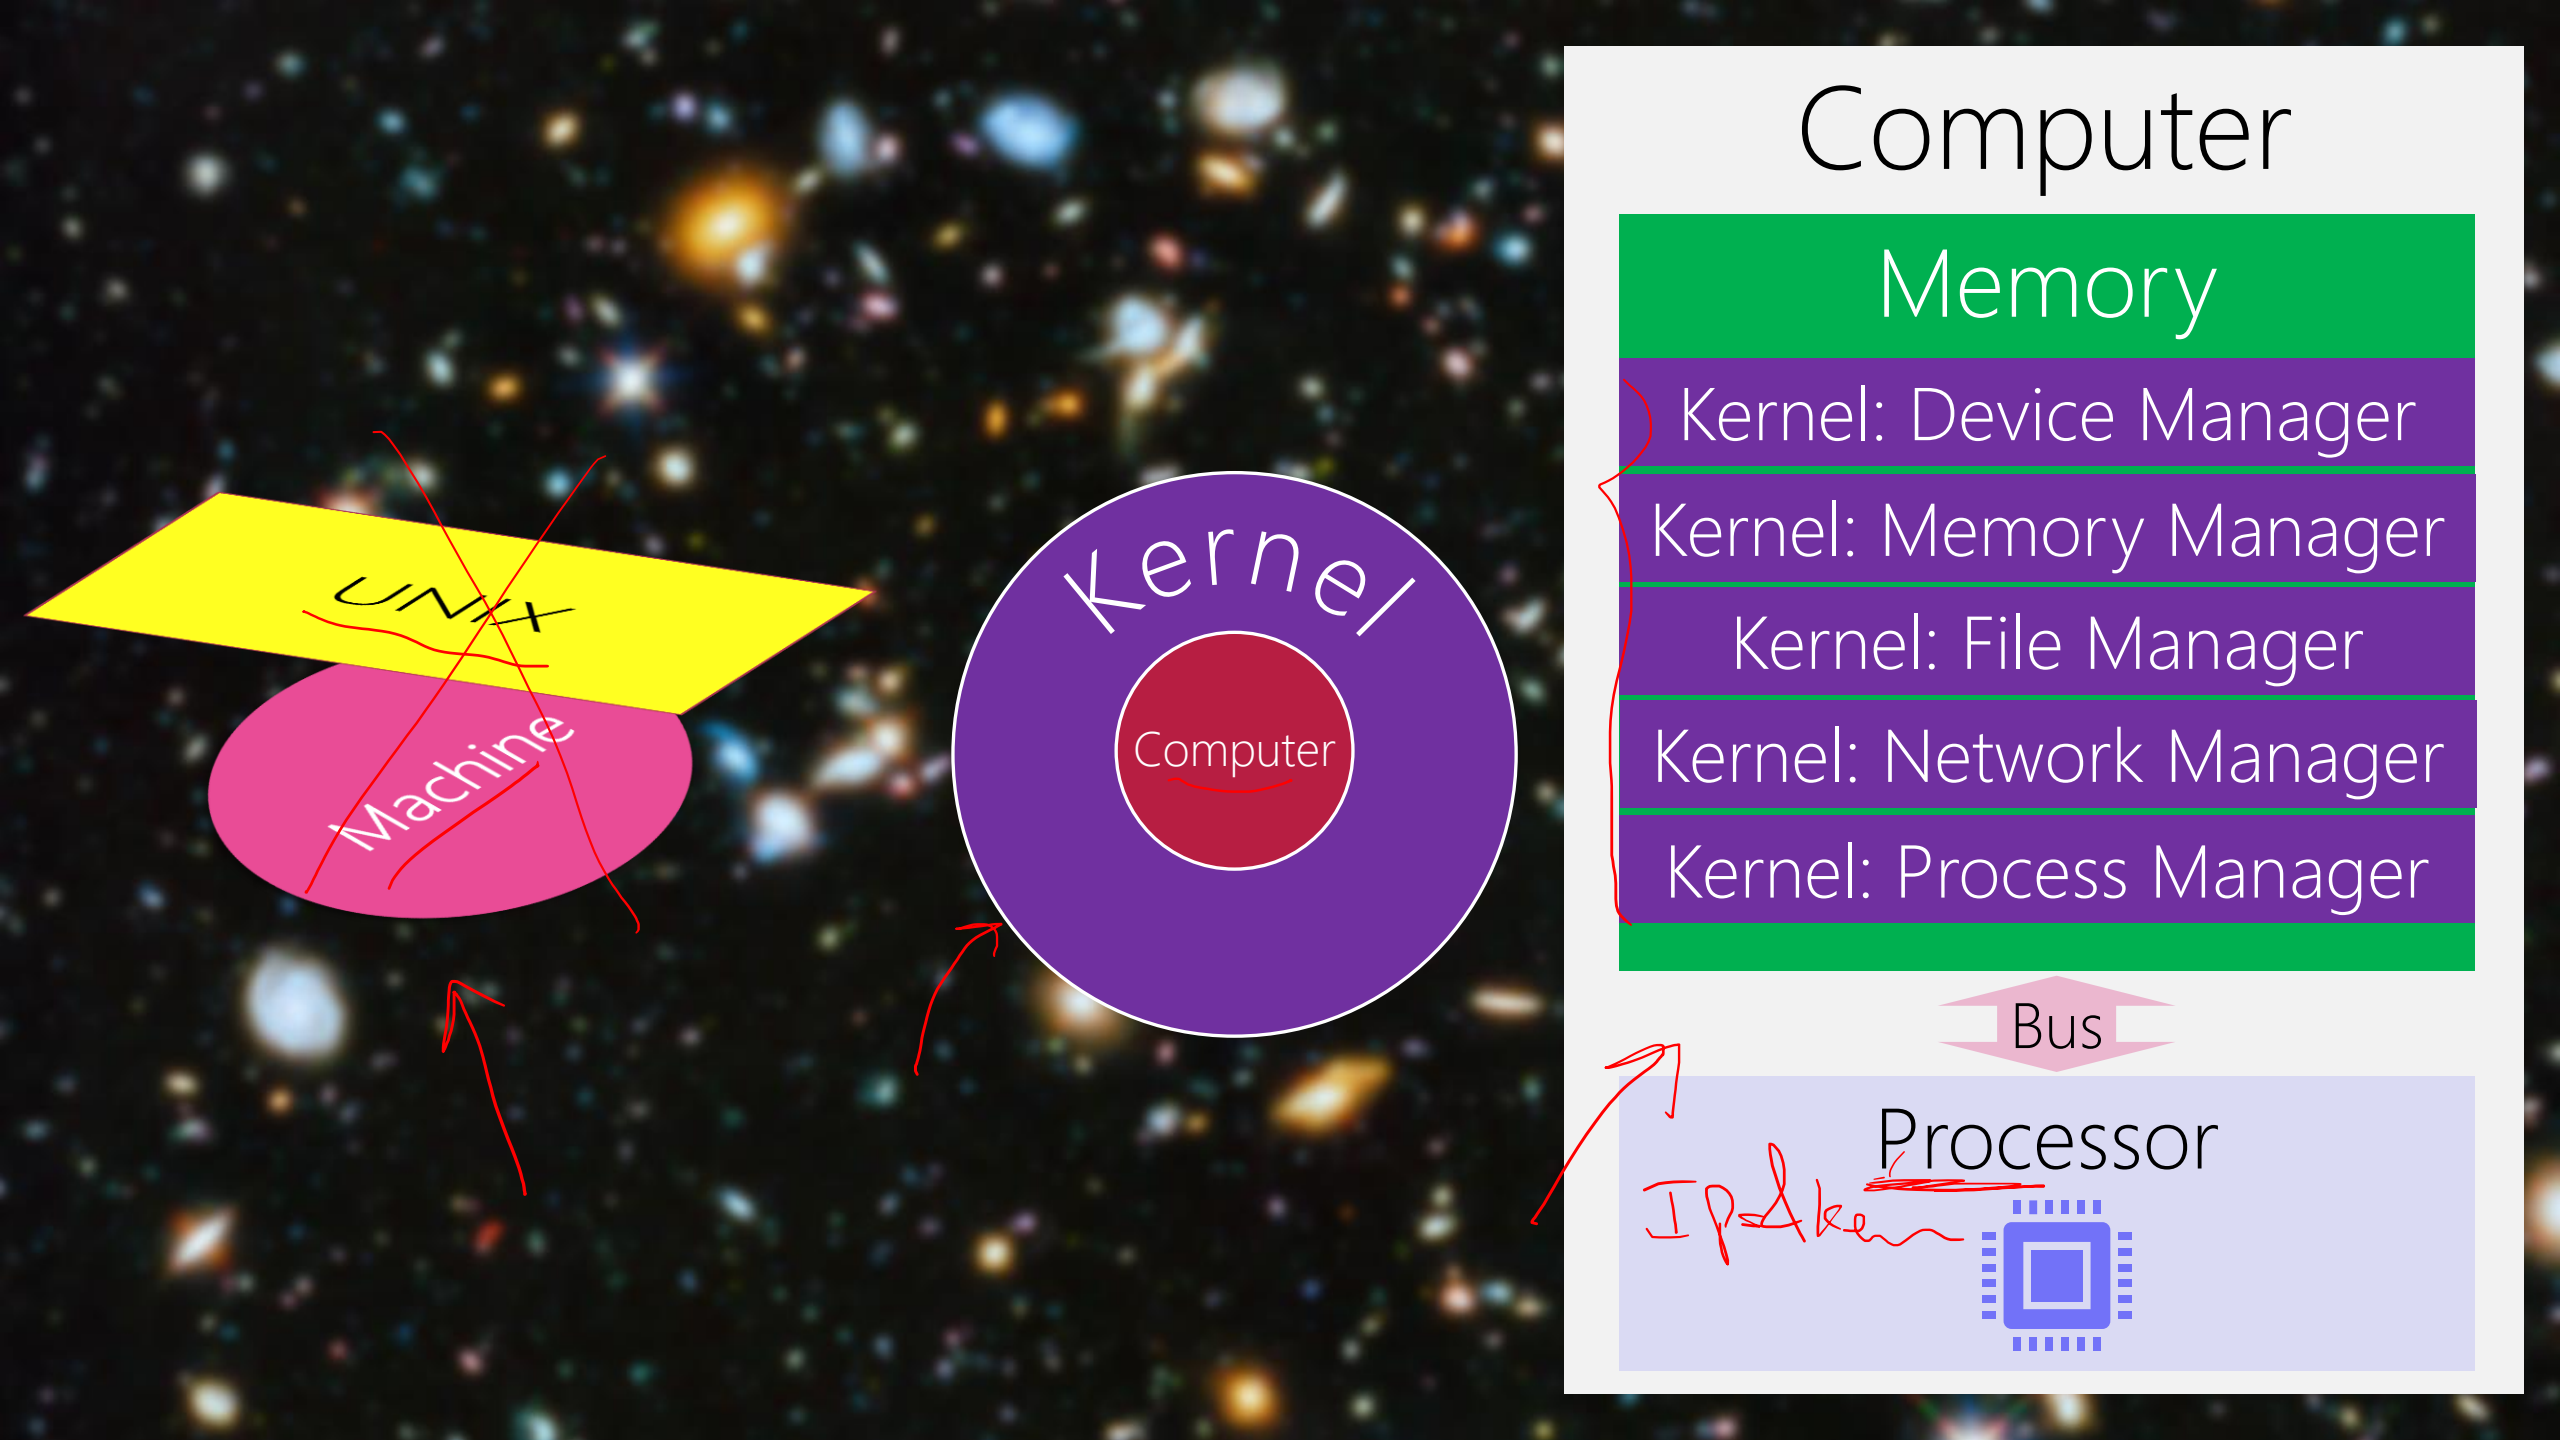 UNIX
Machine
Kernel
Computer
Computer
Memory
Kernel: Device Manager
Kernel: Memory Manager
Kernel: File Manager
Kernel: Network Manager
Kernel: Process Manager
Bus
Processor